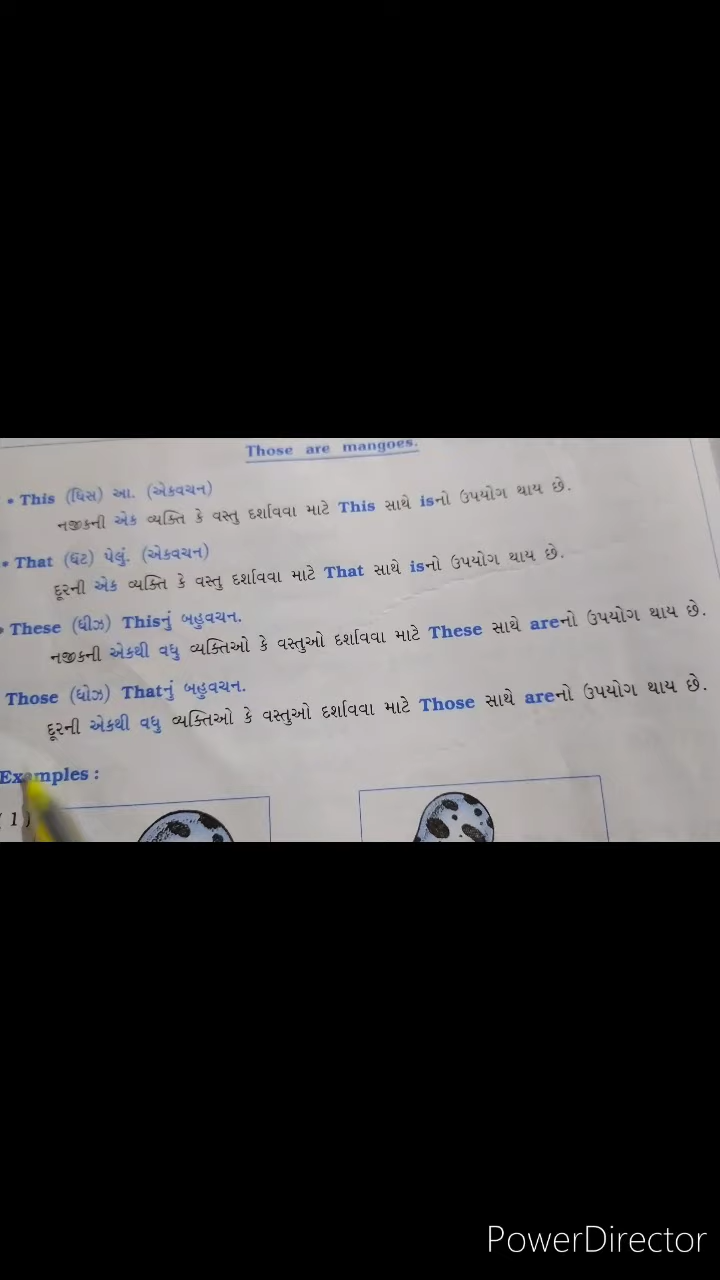 Those are mangoes.
• This (ધિસ) આ. (એકવચન)
નજીકની એક વ્યક્તિ કે વસ્તુ દર્શાવવા માટે This સાથે isનો ઉપયોગ થાય છે.
• That (ધૅટ) પેલું. (એકવચન)
દૂરની એક વ્યક્તિ કે વસ્તુ દર્શાવવા માટે That સાથે isનો ઉપયોગ થાય છે.
• These (ધીઝ) Thisનું બહુવચન.
નજીકની એકથી વધુ વ્યક્તિઓ કે વસ્તુઓ દર્શાવવા માટે These સાથે areનો ઉપયોગ થાય છે.
Those (ધોઝ) Thatનું બહુવચન.
દૂરની એકથી વધુ વ્યક્તિઓ કે વસ્તુઓ દર્શાવવા માટે Those સાથે areનો ઉપયોગ થાય છે.
Examples :
( 1 )
PowerDirector